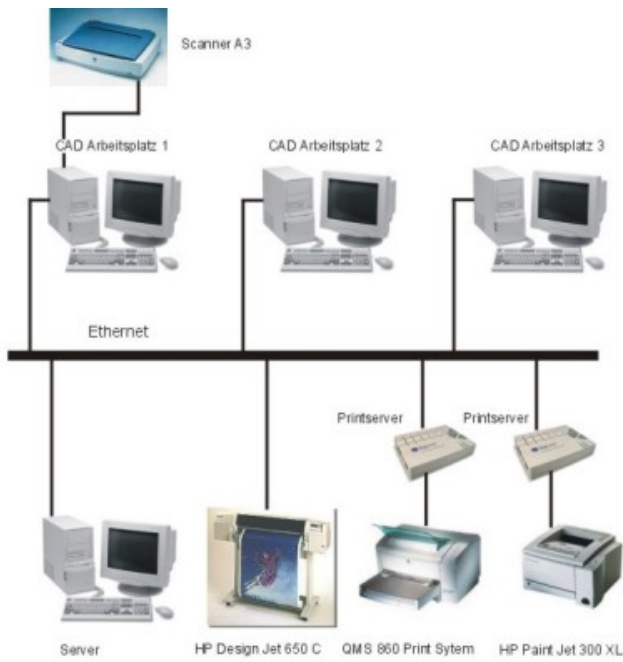 Scanner A3
CAD Arbeitsplatz 1
CAD Arbeitsplatz 2
CAD Arbeitsplatz 3
Ethernet
Printserver
Printserver
Server
HP Design Jet 650 C
QMS 860 Print Sytem
HP Paint Jet 300 XL